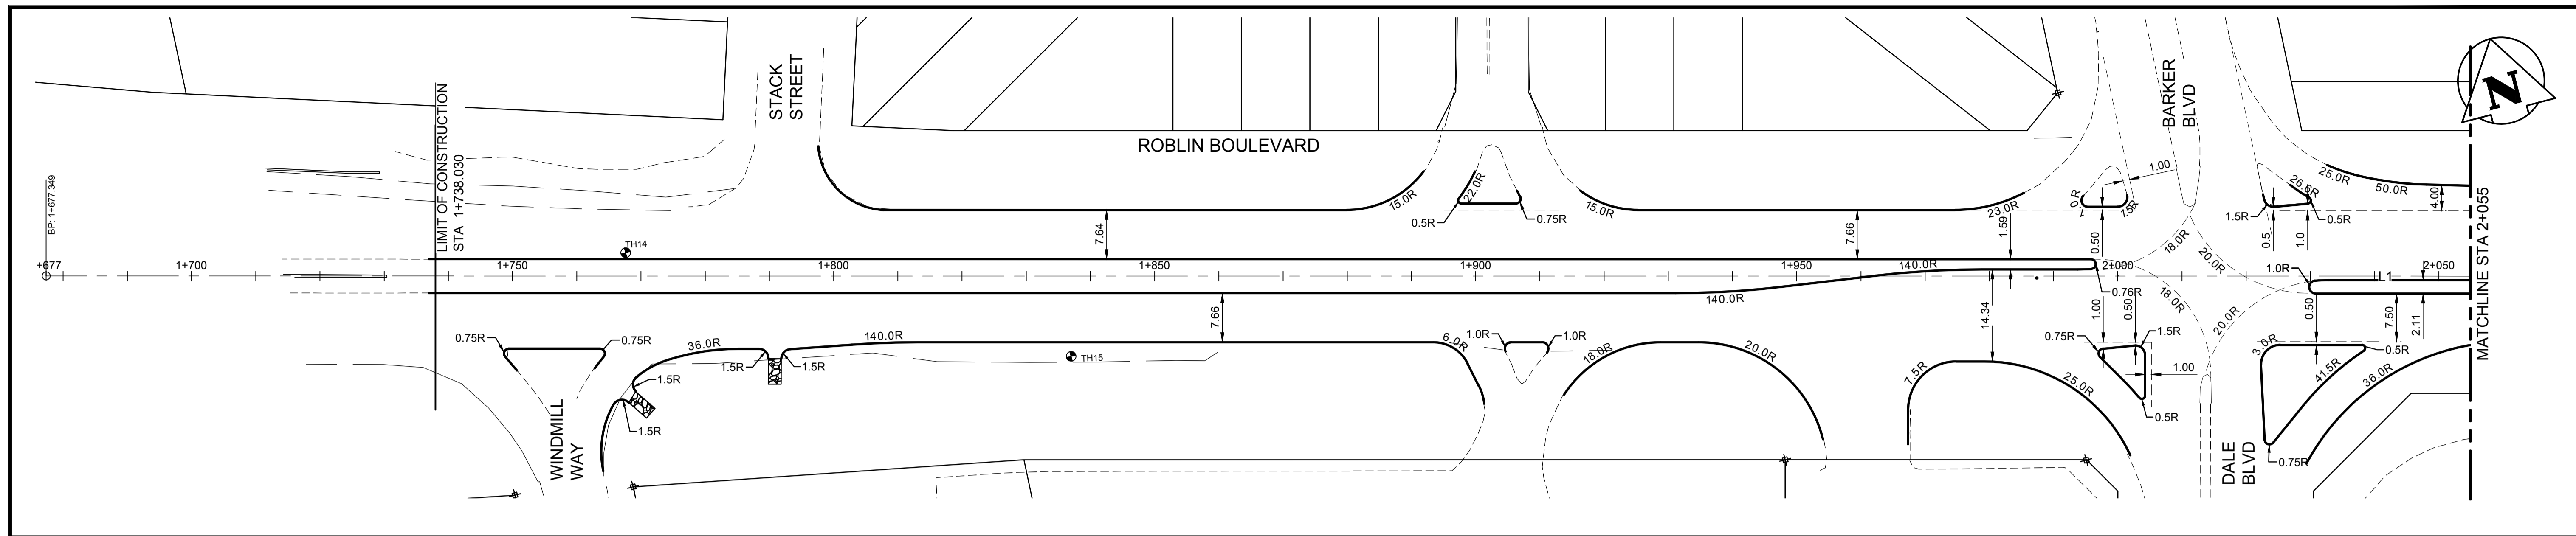 STACK
STREET
BARKER
BLVD
N
ROBLIN BOULEVARD
LIMIT OF CONSTRUCTION
STA 1+738.030
BP: 1+677.349
MATCHLINE STA 2+055
15.0R
22.0R
0.5R
0.75R
15.0R
23.0R
1.0R
1.5R
1.00
25.0R
50.0R
26.6R
4.00
1.5R
0.5R
0.5
1.0
TH14
7.64
7.66
1.59
0.50
18.0R
20.0R
+677
1+700
1+750
1+800
1+850
1+900
1+950
2+000
2+050
140.0R
140.0R
0.76R
1.0R
L1
18.0R
20.0R
7.66
14.34
1.00
0.50
0.50
7.50
2.11
0.75R
0.75R
36.0R
140.0R
1.5R
1.5R
1.5R
1.5R
TH15
6.0R
1.0R
1.0R
18.0R
20.0R
7.5R
25.0R
0.75R
1.5R
1.00
0.5R
3.0R
0.5R
41.5R
36.0R
0.75R
WINDMILL
WAY
DALE
BLVD